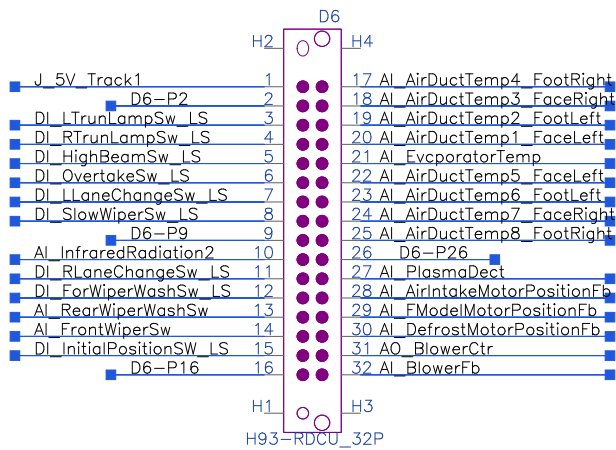 D6
H2 H4
J_5V_Track1 1 17 AI_AirDuctTemp4_FootRight
D6-P2 2 18 AI_AirDuctTemp3_FaceRight
DI_LTrunLampSw_LS 3 19 AI_AirDuctTemp2_FootLeft
DI_RTrunLampSw_LS 4 20 AI_AirDuctTemp1_FaceLeft
DI_HighBeamSw_LS 5 21 AI_EvcporatorTemp
DI_OvertakeSw_LS 6 22 AI_AirDuctTemp5_FaceLeft
DI_LLaneChangeSw_LS 7 23 AI_AirDuctTemp6_FootLeft
DI_SlowWiperSw_LS 8 24 AI_AirDuctTemp7_FaceRight
D6-P9 9 25 AI_AirDuctTemp8_FootRight
AI_InfraredRadiation2 10 26 D6-P26
DI_RLaneChangeSw_LS 11 27 AI_PlasmaDect
DI_ForWiperWashSw_LS 12 28 AI_AirIntakeMotorPositionFb
AI_RearWiperWashSw 13 29 AI_FModelMotorPositionFb
AI_FrontWiperSw 14 30 AI_DefrostMotorPositionFb
DI_InitialPositionSW_LS 15 31 AO_BlowerCtr
D6-P16 16 32 AI_BlowerFb
H1 H3
H93-RDCU_32P